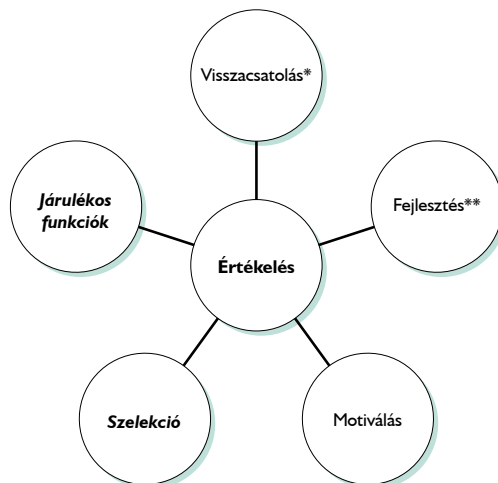 Visszacsatolás*
Járulékos
funkciók
Fejlesztés**
Értékelés
Szelekció
Motiválás